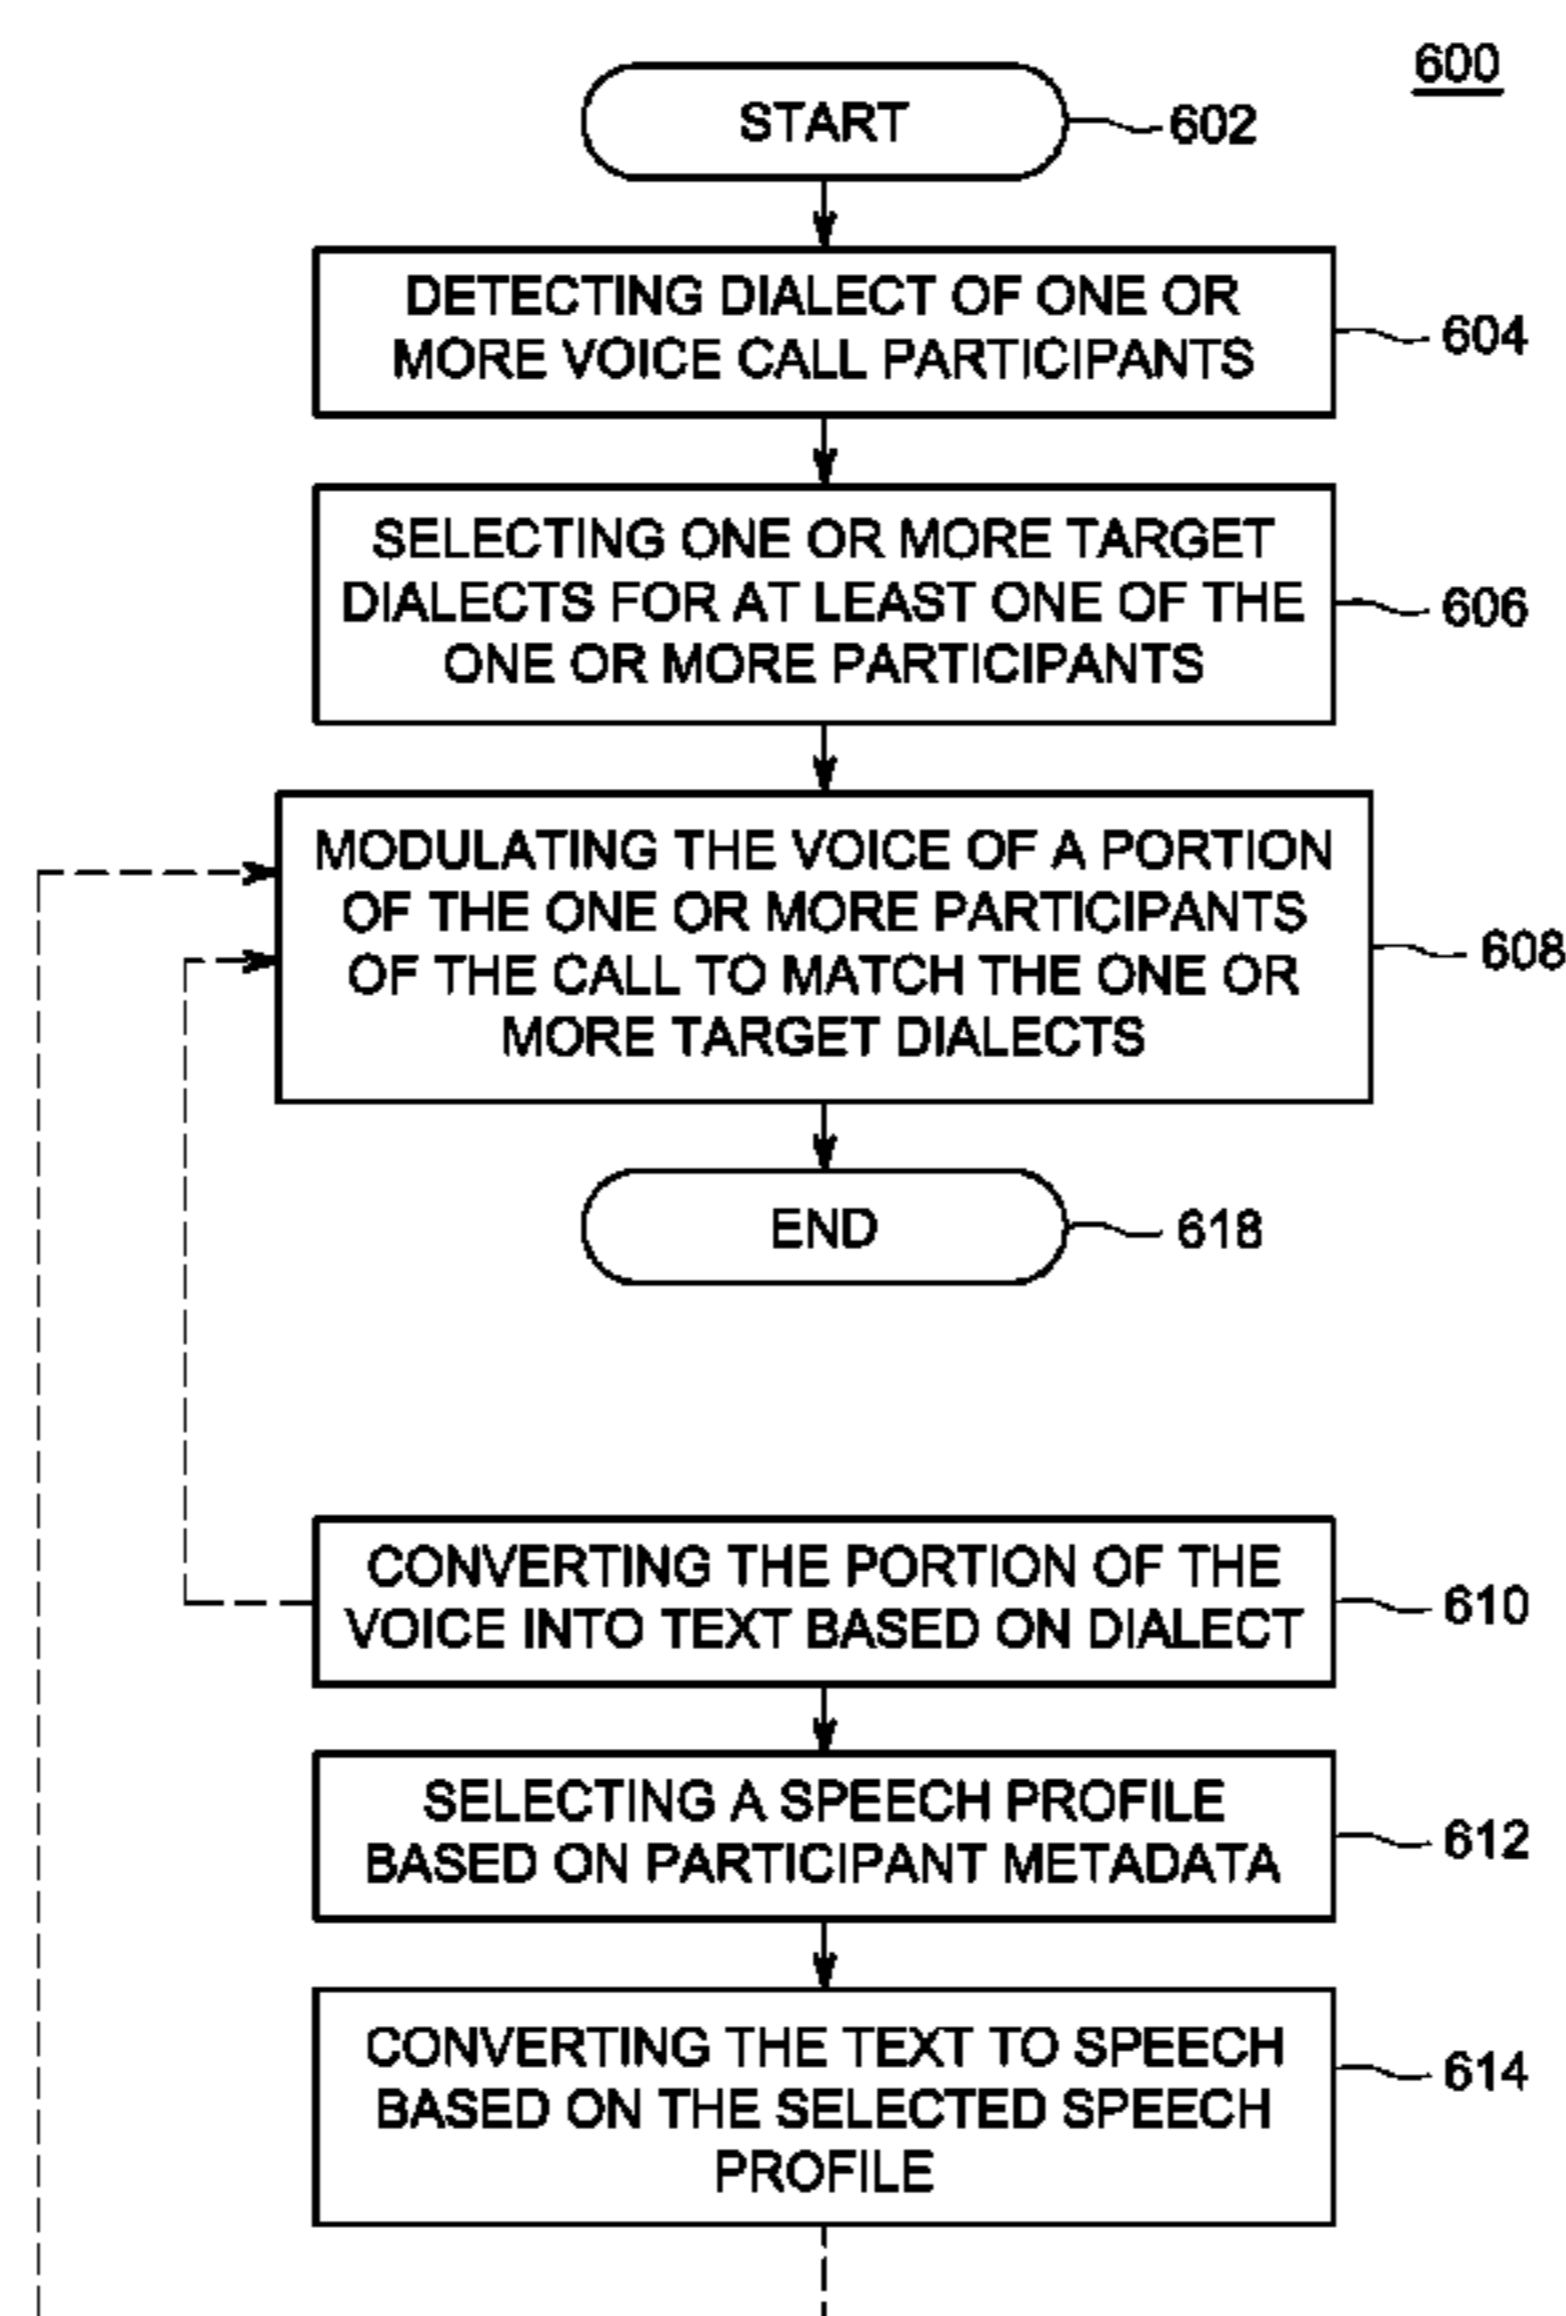 600
START
602
DETECTING DIALECT OF ONE OR
MORE VOICE CALL PARTICIPANTS
604
SELECTING ONE OR MORE TARGET
DIALECTS FOR AT LEAST ONE OF THE
ONE OR MORE PARTICIPANTS
606
MODULATING THE VOICE OF A PORTION
OF THE ONE OR MORE PARTICIPANTS
OF THE CALL TO MATCH THE ONE OR
MORE TARGET DIALECTS
608
END
618
CONVERTING THE PORTION OF THE
VOICE INTO TEXT BASED ON DIALECT
610
SELECTING A SPEECH PROFILE
BASED ON PARTICIPANT METADATA
612
CONVERTING THE TEXT TO SPEECH
BASED ON THE SELECTED SPEECH
PROFILE
614